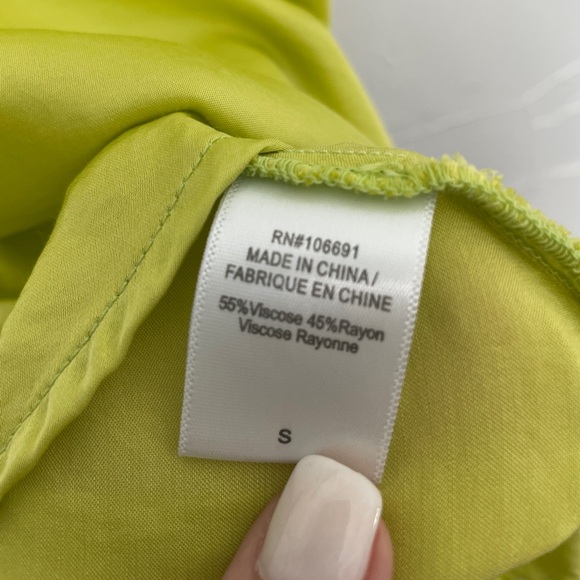 RN#106691
MADE IN CHINA/
FABRIQUE EN CHINE
55%Viscose 45%Rayon
Viscose Rayonne
S